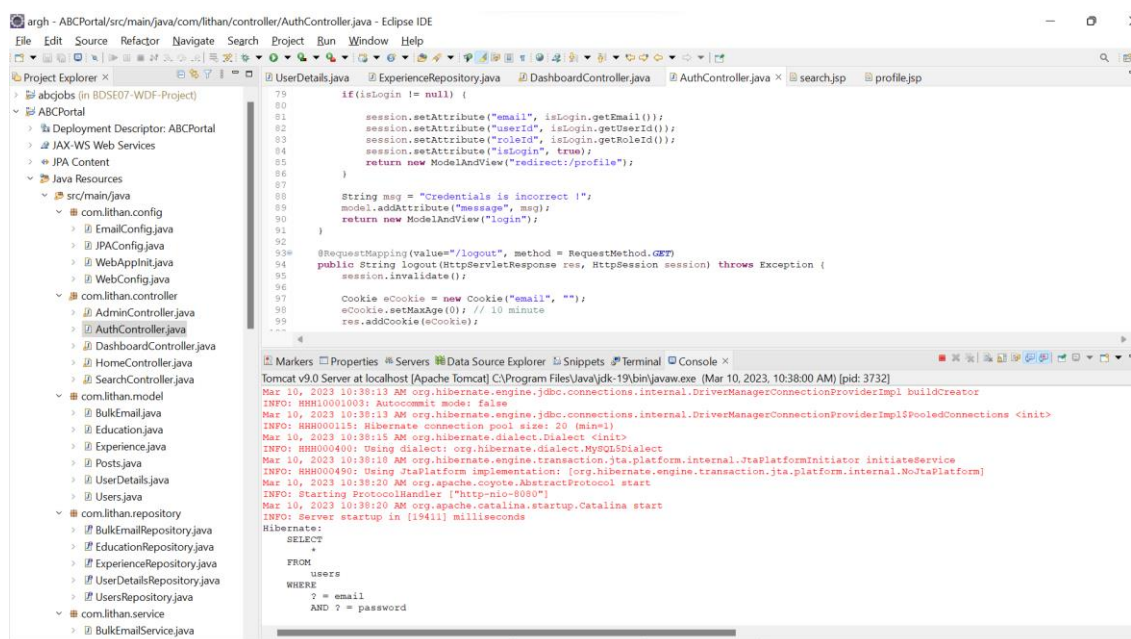 argh - ABCPortal/src/main/java/com/lithan/controller/AuthController.java - Eclipse IDE
File Edit Source Refactor Navigate Search Project Run Window Help
Project Explorer
abcjobs (in BDSE07-WDF-Project)
ABCPortal
Deployment Descriptor: ABCPortal
JAX-WS Web Services
JPA Content
Java Resources
src/main/java
com.lithan.config
EmailConfig.java
JPAConfig.java
WebAppInit.java
WebConfig.java
com.lithan.controller
AdminController.java
AuthController.java
DashboardController.java
HomeController.java
SearchController.java
com.lithan.model
BulkEmail.java
Education.java
Experience.java
Posts.java
UserDetails.java
Users.java
com.lithan.repository
BulkEmailRepository.java
EducationRepository.java
ExperienceRepository.java
UserDetailsRepository.java
UsersRepository.java
com.lithan.service
BulkEmailService.java
UserDetails.java ExperienceRepository.java DashboardController.java AuthController.java search.jsp profile.jsp
79 if(isLogin != null) {
80
81 session.setAttribute("email", isLogin.getEmail());
82 session.setAttribute("userId", isLogin.getUserId());
83 session.setAttribute("roleId", isLogin.getRoleId());
84 session.setAttribute("isLogin", true);
85 return new ModelAndView("redirect:/profile");
86 }
87
88 String msg = "Credentials is incorrect !";
89 model.addAttribute("message", msg);
90 return new ModelAndView("login");
91 }
92
93 @RequestMapping(value="/logout", method = RequestMethod.GET)
94 public String logout(HttpServletResponse res, HttpSession session) throws Exception {
95 session.invalidate();
96
97 Cookie eCookie = new Cookie("email", "");
98 eCookie.setMaxAge(0); // 10 minute
99 res.addCookie(eCookie);
Markers Properties Servers Data Source Explorer Snippets Terminal Console
Tomcat v9.0 Server at localhost [Apache Tomcat] C:\Program Files\Java\jdk-19\bin\javaw.exe (Mar 10, 2023, 10:38:00 AM) [pid: 3732]
Mar 10, 2023 10:38:13 AM org.hibernate.engine.jdbc.connections.internal.DriverManagerConnectionProviderImpl buildCreator
INFO: HHH10001003: Autocommit mode: false
Mar 10, 2023 10:38:13 AM org.hibernate.engine.jdbc.connections.internal.DriverManagerConnectionProviderImpl$PooledConnections <init>
INFO: HHH000115: Hibernate connection pool size: 20 (min=1)
Mar 10, 2023 10:38:15 AM org.hibernate.dialect.Dialect <init>
INFO: HHH000400: Using dialect: org.hibernate.dialect.MySQL5Dialect
Mar 10, 2023 10:38:18 AM org.hibernate.engine.transaction.jta.platform.internal.JtaPlatformInitiator initiateService
INFO: HHH000490: Using JtaPlatform implementation: [org.hibernate.engine.transaction.jta.platform.internal.NoJtaPlatform]
Mar 10, 2023 10:38:20 AM org.apache.coyote.AbstractProtocol start
INFO: Starting ProtocolHandler ["http-nio-8080"]
Mar 10, 2023 10:38:20 AM org.apache.catalina.startup.Catalina start
INFO: Server startup in [19411] milliseconds
Hibernate:
SELECT
*
FROM
users
WHERE
? = email
AND ? = password